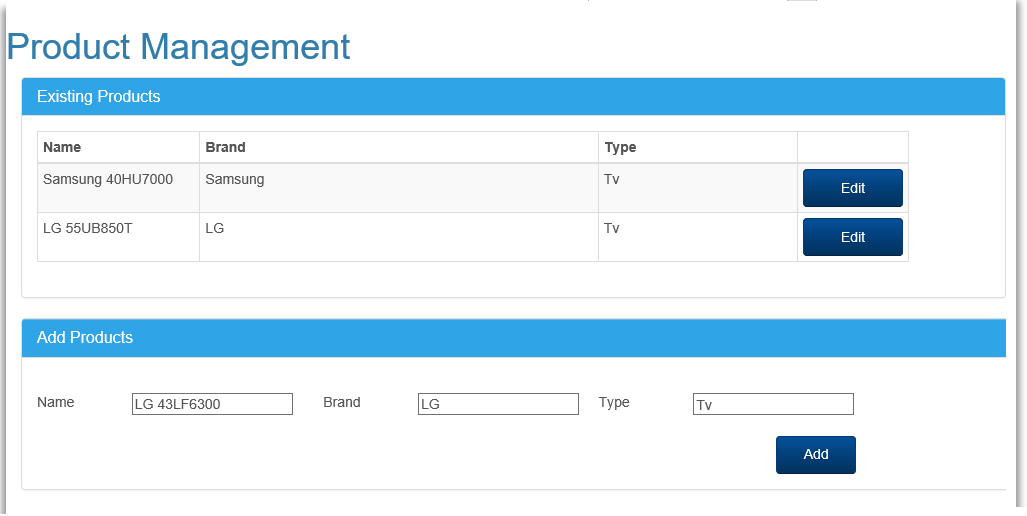 Product Management
Existing Products
Name Brand Type
Samsung 40HU7000 Samsung Tv Edit
LG 55UB850T LG Tv Edit
Add Products
Name LG 43LF6300 Brand LG Type Tv
Add